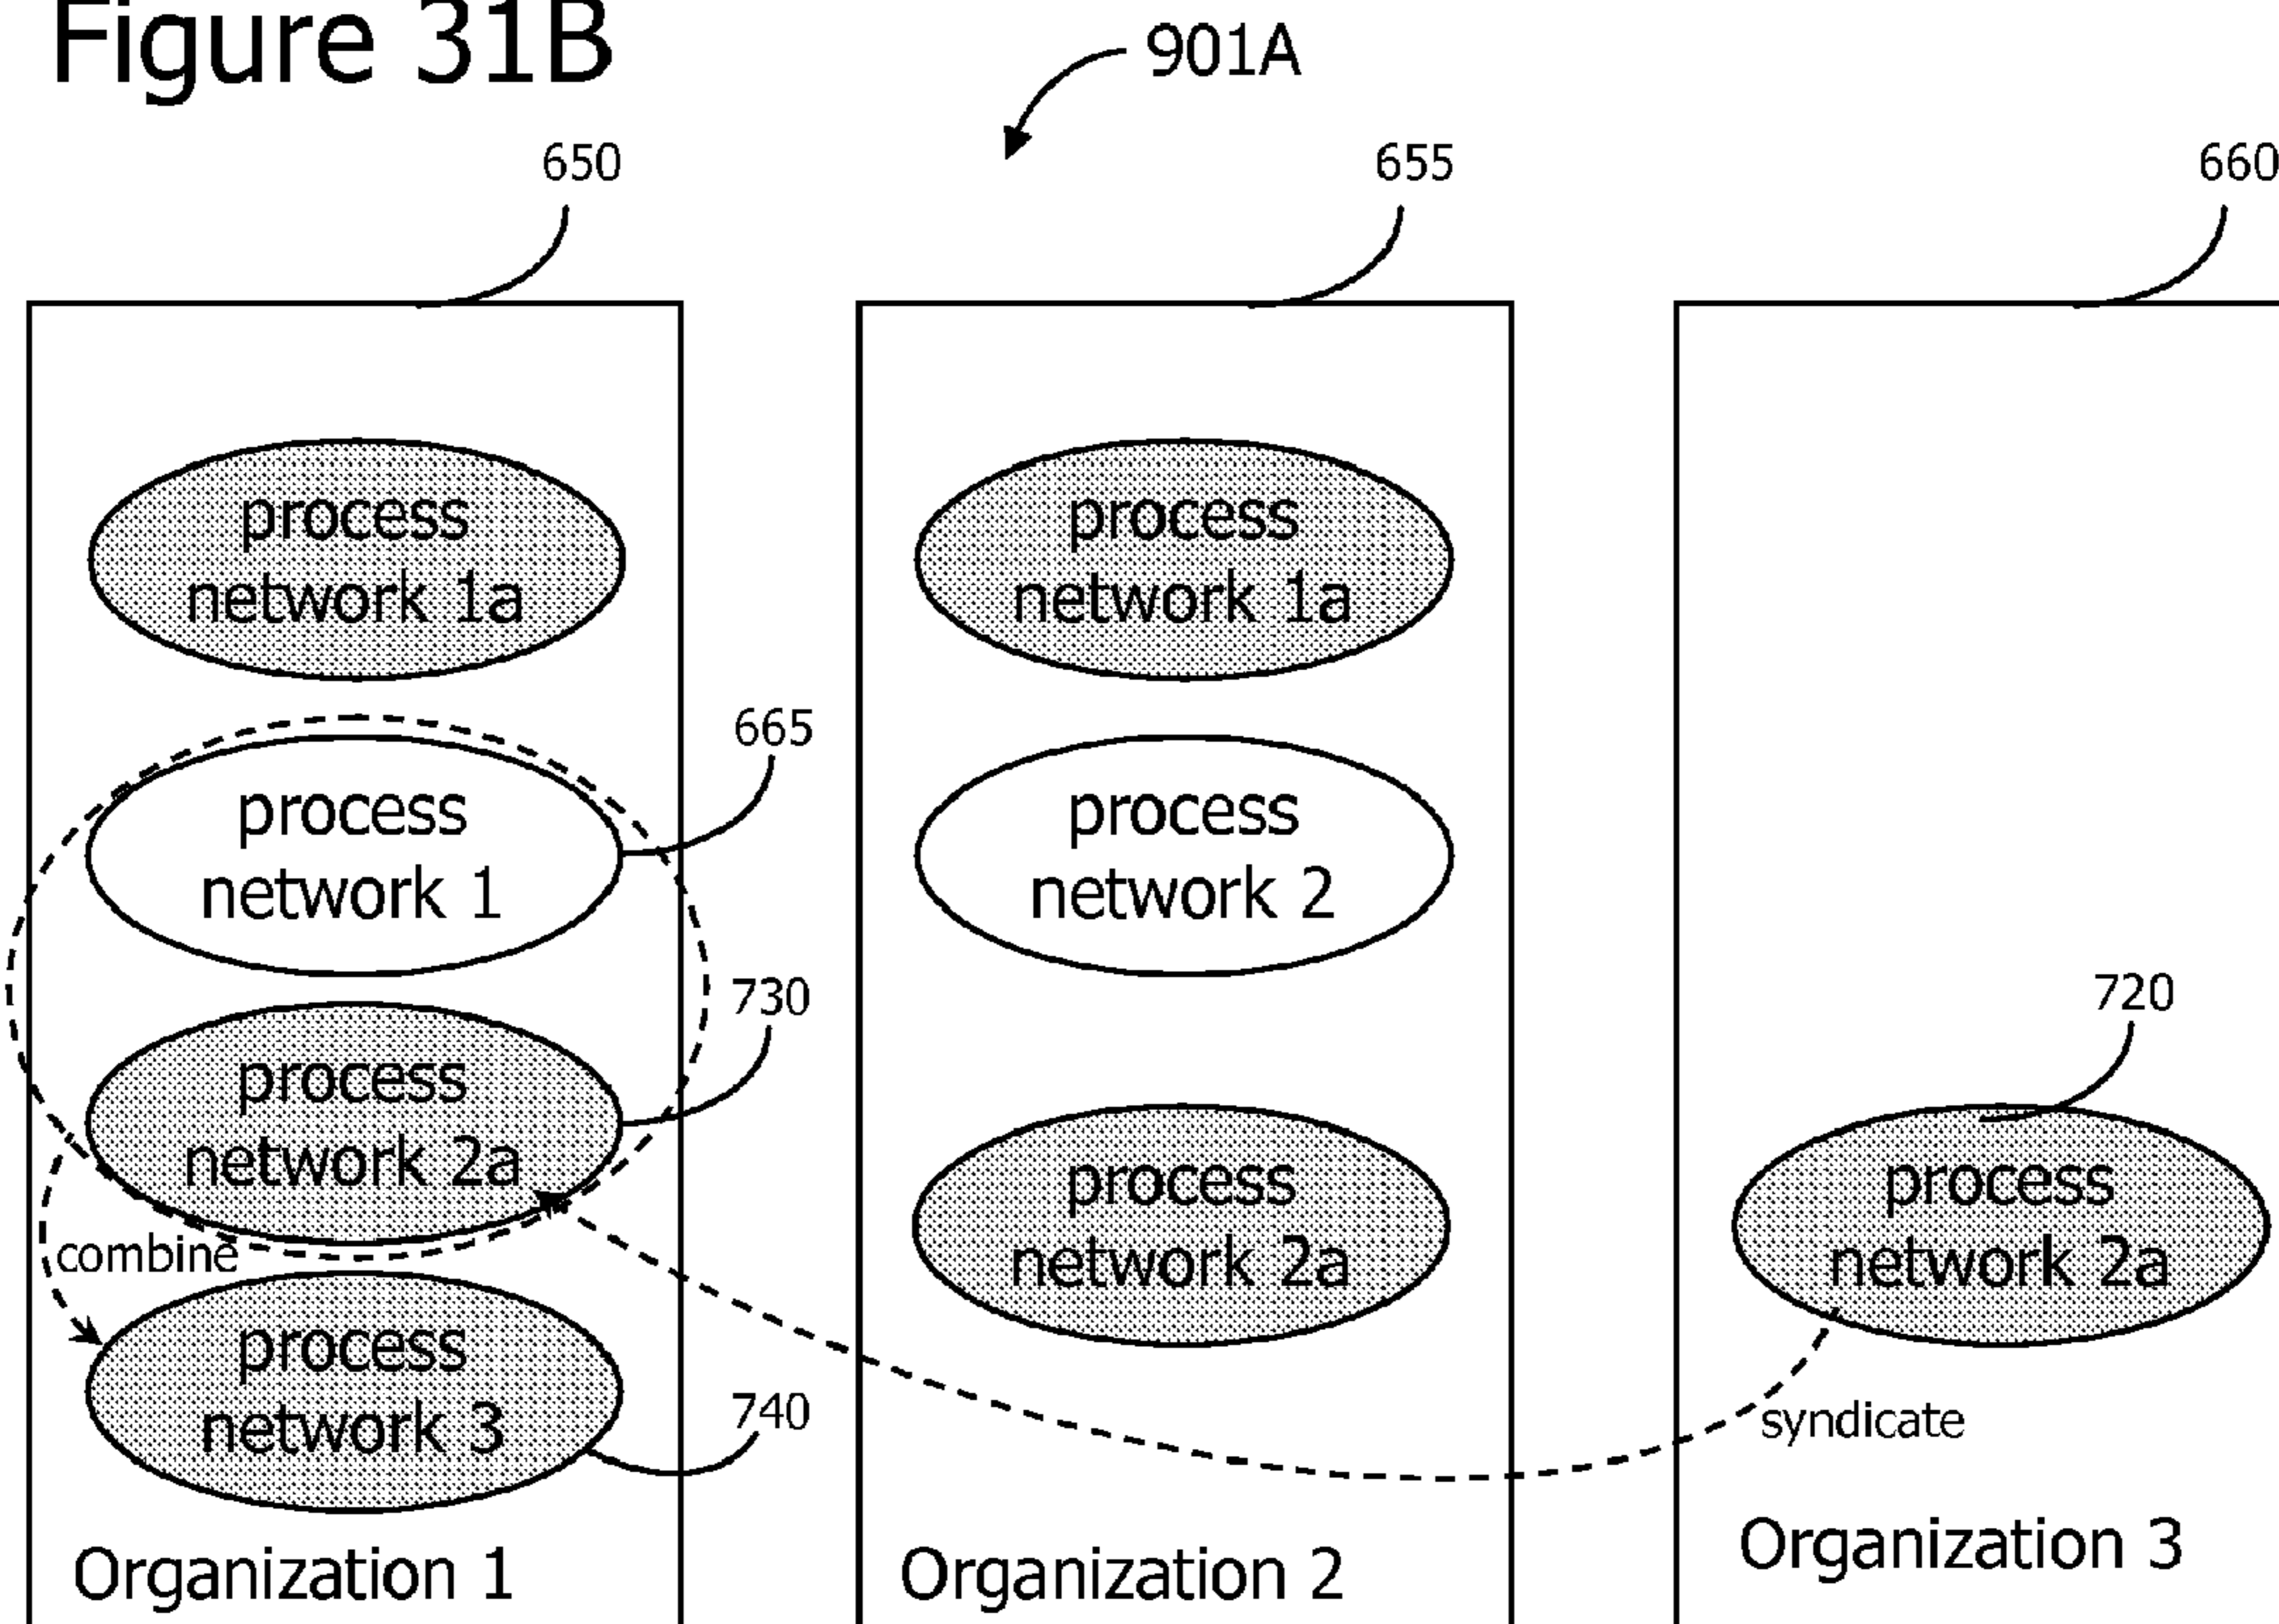 Figure 31B
901A
650
655
660
process
network 1a
process
network 1
665
process
network 2a
730
combine
process
network 3
740
Organization 1
process
network 1a
process
network 2
process
network 2a
Organization 2
720
process
network 2a
syndicate
Organization 3